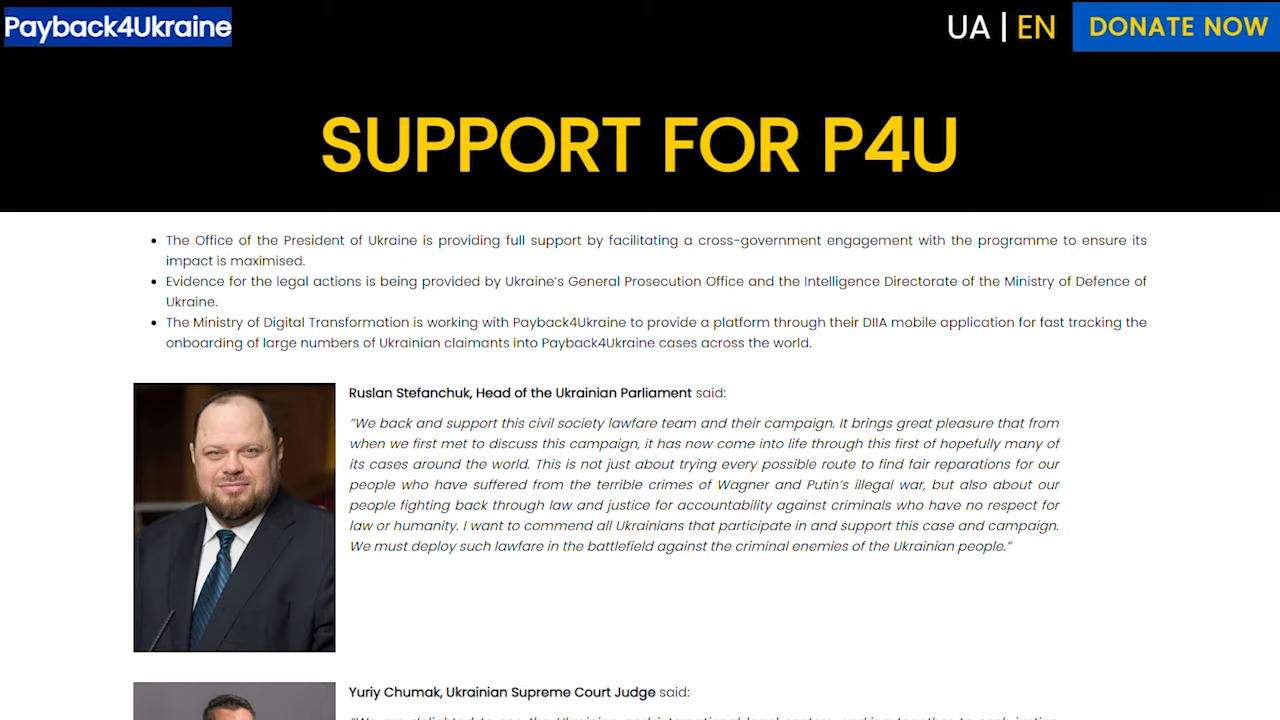 Payback4Ukraine
UA | EN
DONATE NOW
SUPPORT FOR P4U
• The Office of the President of Ukraine is providing full support by facilitating a cross-government engagement with the programme to ensure its
impact is maximised.
• Evidence for the legal actions is being provided by Ukraine’s General Prosecution Office and the Intelligence Directorate of the Ministry of Defence of
Ukraine.
• The Ministry of Digital Transformation is working with Payback4Ukraine to provide a platform through their DIIA mobile application for fast tracking the
onboarding of large numbers of Ukrainian claimants into Payback4Ukraine cases across the world.
Ruslan Stefanchuk, Head of the Ukrainian Parliament said:
“We back and support this civil society lawfare team and their campaign. It brings great pleasure that from
when we first met to discuss this campaign, it has now come into life through this first of hopefully many of
its cases around the world. This is not just about trying every possible route to find fair reparations for our
people who have suffered from the terrible crimes of Wagner and Putin’s illegal war, but also about our
people fighting back through law and justice for accountability against criminals who have no respect for
law or humanity. I want to commend all Ukrainians that participate in and support this case and campaign.
We must deploy such lawfare in the battlefield against the criminal enemies of the Ukrainian people.”
Yuriy Chumak, Ukrainian Supreme Court Judge said: